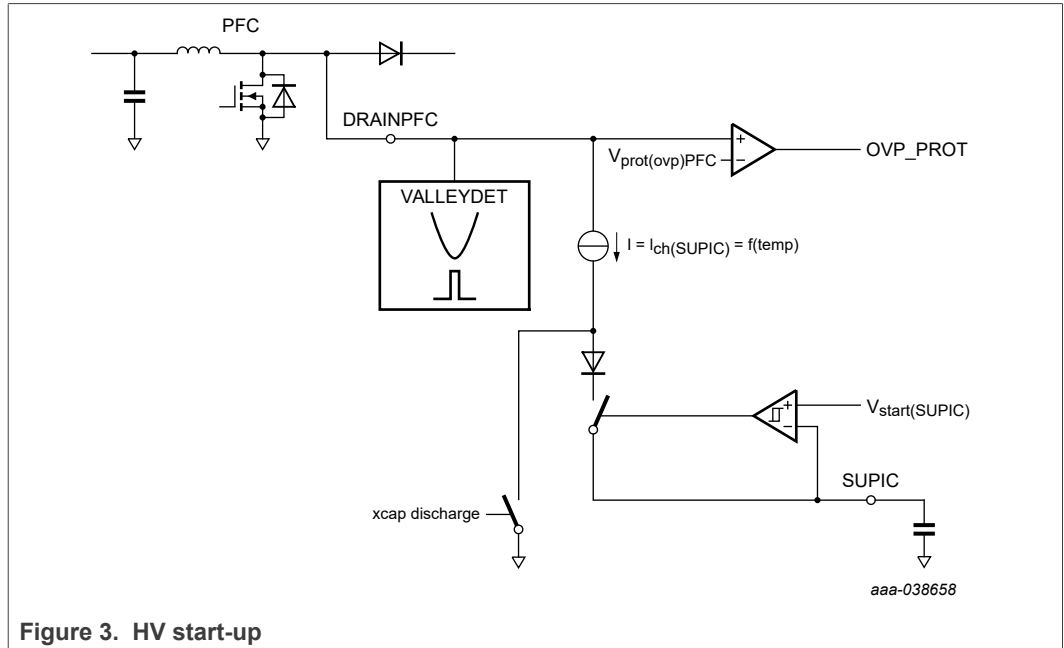 PFC
DRAINPFC
Vprot(ovp)PFC
+
−
OVP_PROT
VALLEYDET
I = Ich(SUPIC) = f(temp)
+
−
Vstart(SUPIC)
SUPIC
xcap discharge
aaa-038658
Figure 3. HV start-up